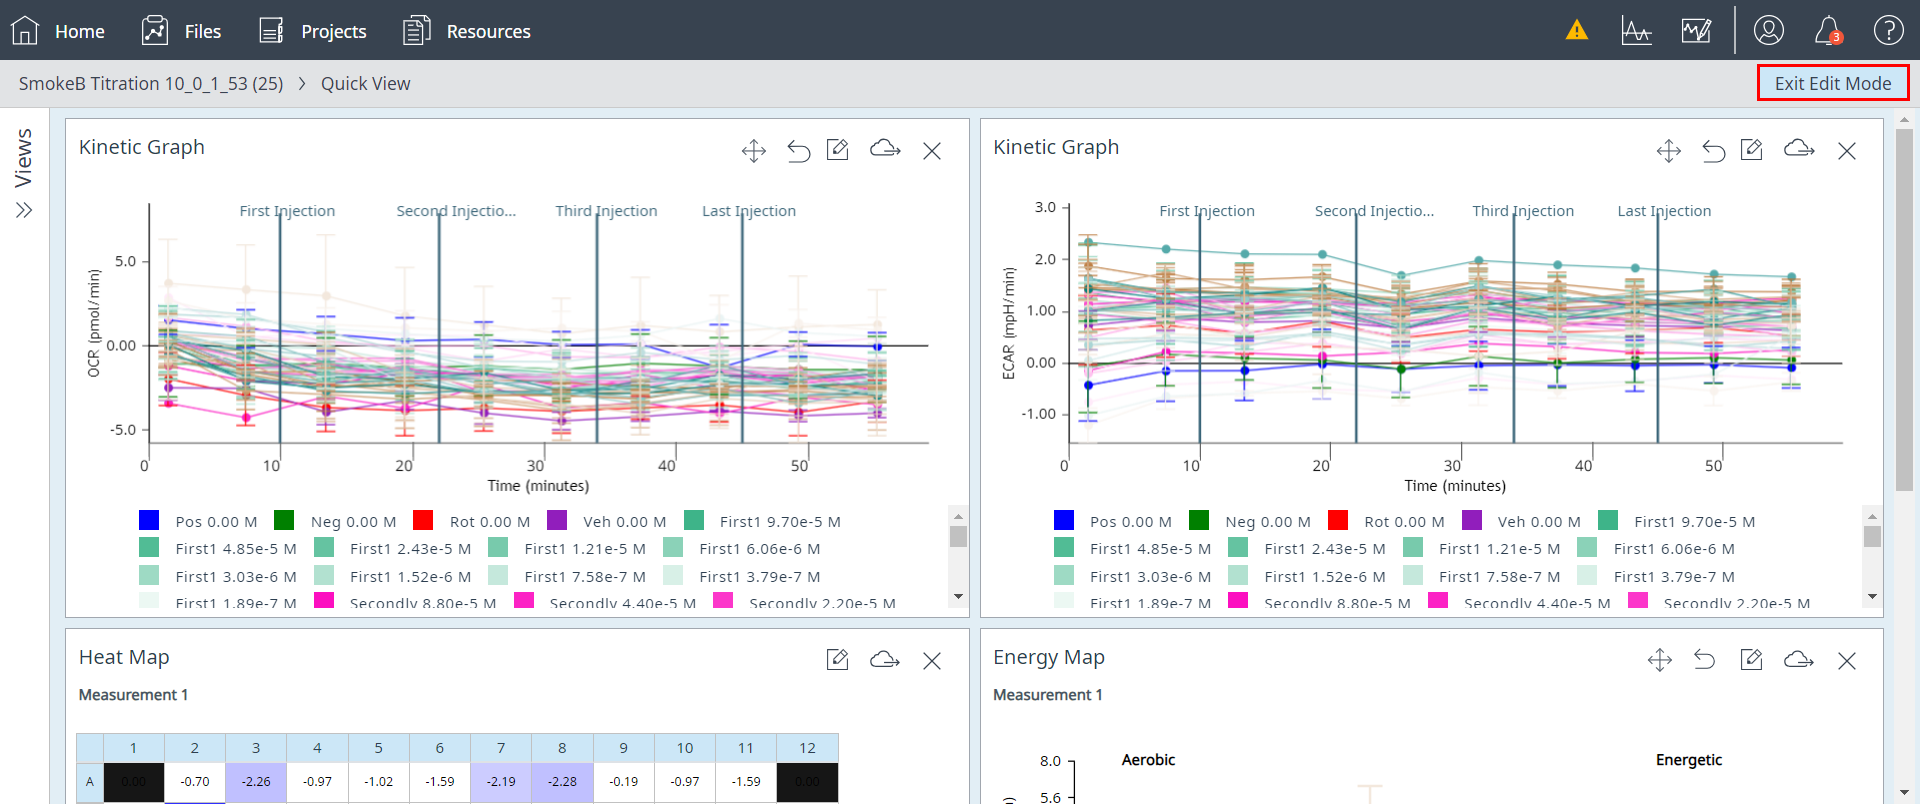 Home Files Projects Resources 3
SmokeB Titration 10_0_1_53 (25) > Quick View Exit Edit Mode
Views
Kinetic Graph
First Injection Second Injectio... Third Injection Last Injection
OCR (pmol/min)
5.0
0.00
-5.0
0 10 20 30 40 50
Time (minutes)
Pos 0.00 M Neg 0.00 M Rot 0.00 M Veh 0.00 M First1 9.70e-5 M
First1 4.85e-5 M First1 2.43e-5 M First1 1.21e-5 M First1 6.06e-6 M
First1 3.03e-6 M First1 1.52e-6 M First1 7.58e-7 M First1 3.79e-7 M
First1 1.89e-7 M Secondly 8.80e-5 M Secondly 4.40e-5 M Secondly 2.20e-5 M
Kinetic Graph
First Injection Second Injectio... Third Injection Last Injection
ECAR (mpH/min)
3.0
2.0
1.00
0.00
-1.00
0 10 20 30 40 50
Time (minutes)
Pos 0.00 M Neg 0.00 M Rot 0.00 M Veh 0.00 M First1 9.70e-5 M
First1 4.85e-5 M First1 2.43e-5 M First1 1.21e-5 M First1 6.06e-6 M
First1 3.03e-6 M First1 1.52e-6 M First1 7.58e-7 M First1 3.79e-7 M
First1 1.89e-7 M Secondly 8.80e-5 M Secondly 4.40e-5 M Secondly 2.20e-5 M
Heat Map
Measurement 1
1 2 3 4 5 6 7 8 9 10 11 12
A 0.00 -0.70 -2.26 -0.97 -1.02 -1.59 -2.19 -2.28 -0.19 -0.97 -1.59 0.00
Energy Map
Measurement 1
Aerobic Energetic
8.0
5.6